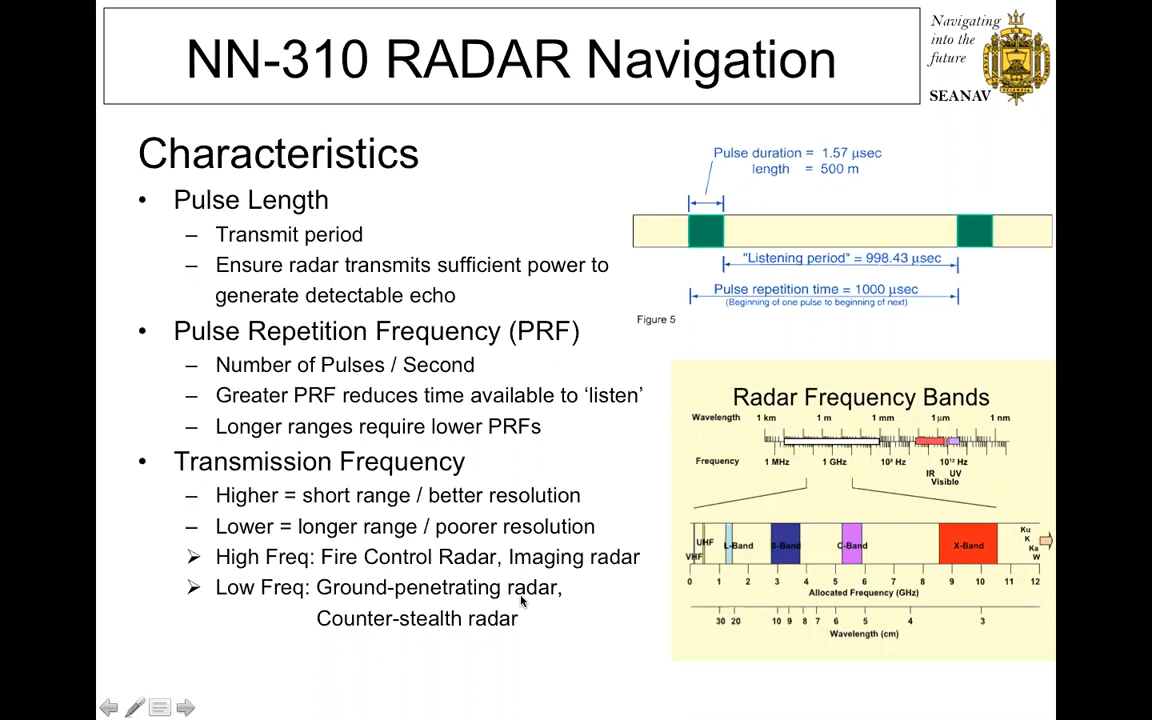 NN-310 RADAR Navigation
Navigating
into the
future
SEANAV
Characteristics
• Pulse Length
– Transmit period
– Ensure radar transmits sufficient power to
generate detectable echo
• Pulse Repetition Frequency (PRF)
– Number of Pulses / Second
– Greater PRF reduces time available to ‘listen’
– Longer ranges require lower PRFs
• Transmission Frequency
– Higher = short range / better resolution
– Lower = longer range / poorer resolution
➢ High Freq: Fire Control Radar, Imaging radar
➢ Low Freq: Ground-penetrating radar,
Counter-stealth radar
Pulse duration = 1.57 µsec
length = 500 m
"Listening period" = 998.43 µsec
Pulse repetition time = 1000 µsec
(Beginning of one pulse to beginning of next)
Figure 5
Radar Frequency Bands
Wavelength 1 km 1 m 1 mm 1 µm 1 nm
Frequency 1 MHz 1 GHz 10³ Hz 10¹² Hz
IR UV
Visible
VHF UHF L-Band S-Band C-Band X-Band
Ku
K
Ka
W
0 1 2 3 4 5 6 7 8 9 10 11 12
Allocated Frequency (GHz)
30 20 10 9 8 7 6 5 4 3
Wavelength (cm)